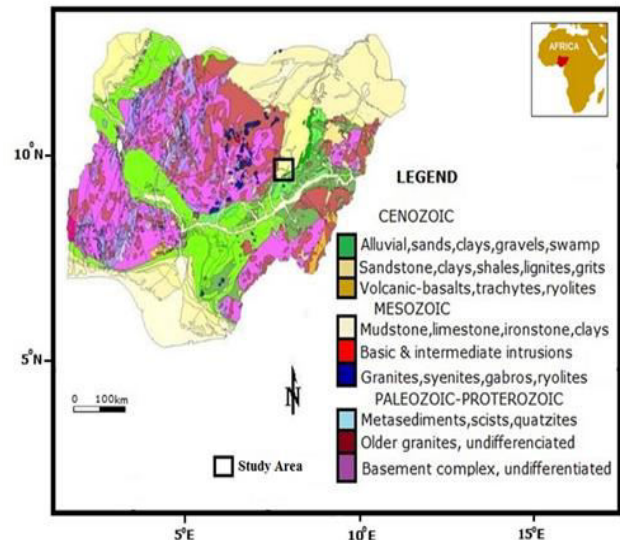 AFRICA
10°N
5°N
LEGEND
CENOZOIC
Alluvial,sands,clays,gravels,swamp
Sandstone,clays,shales,lignites,grits
Volcanic-basalts,trachytes,ryolites
MESOZOIC
Mudstone,limestone,ironstone,clays
Basic & intermediate intrusions
Granites,syenites,gabros,ryolites
PALEOZOIC-PROTEROZOIC
Metasediments,scists,quatzites
Older granites, undifferenciated
Basement complex, undifferentiated
0 100km
N
Study Area
5°E
10°E
15°E